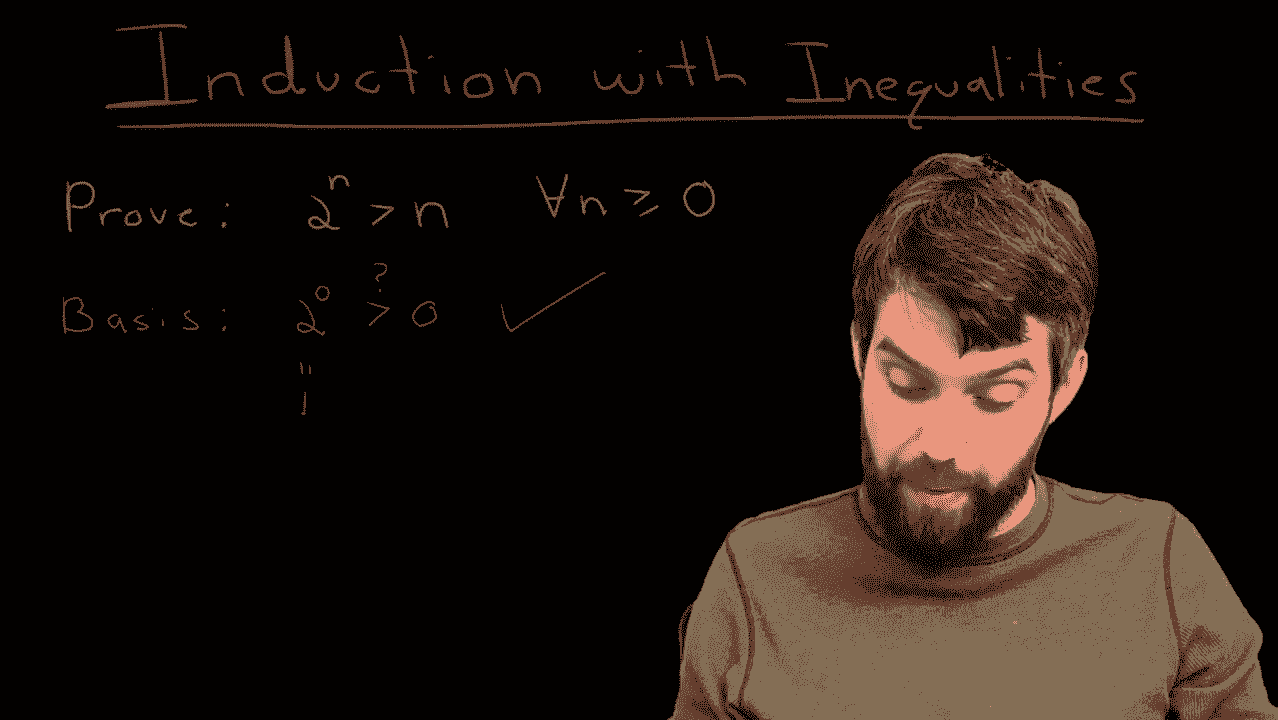 Induction with Inequalities
Prove: 2ⁿ > n ∀n ≥ 0
Basis: 2⁰ >? 0 ✓
"
1